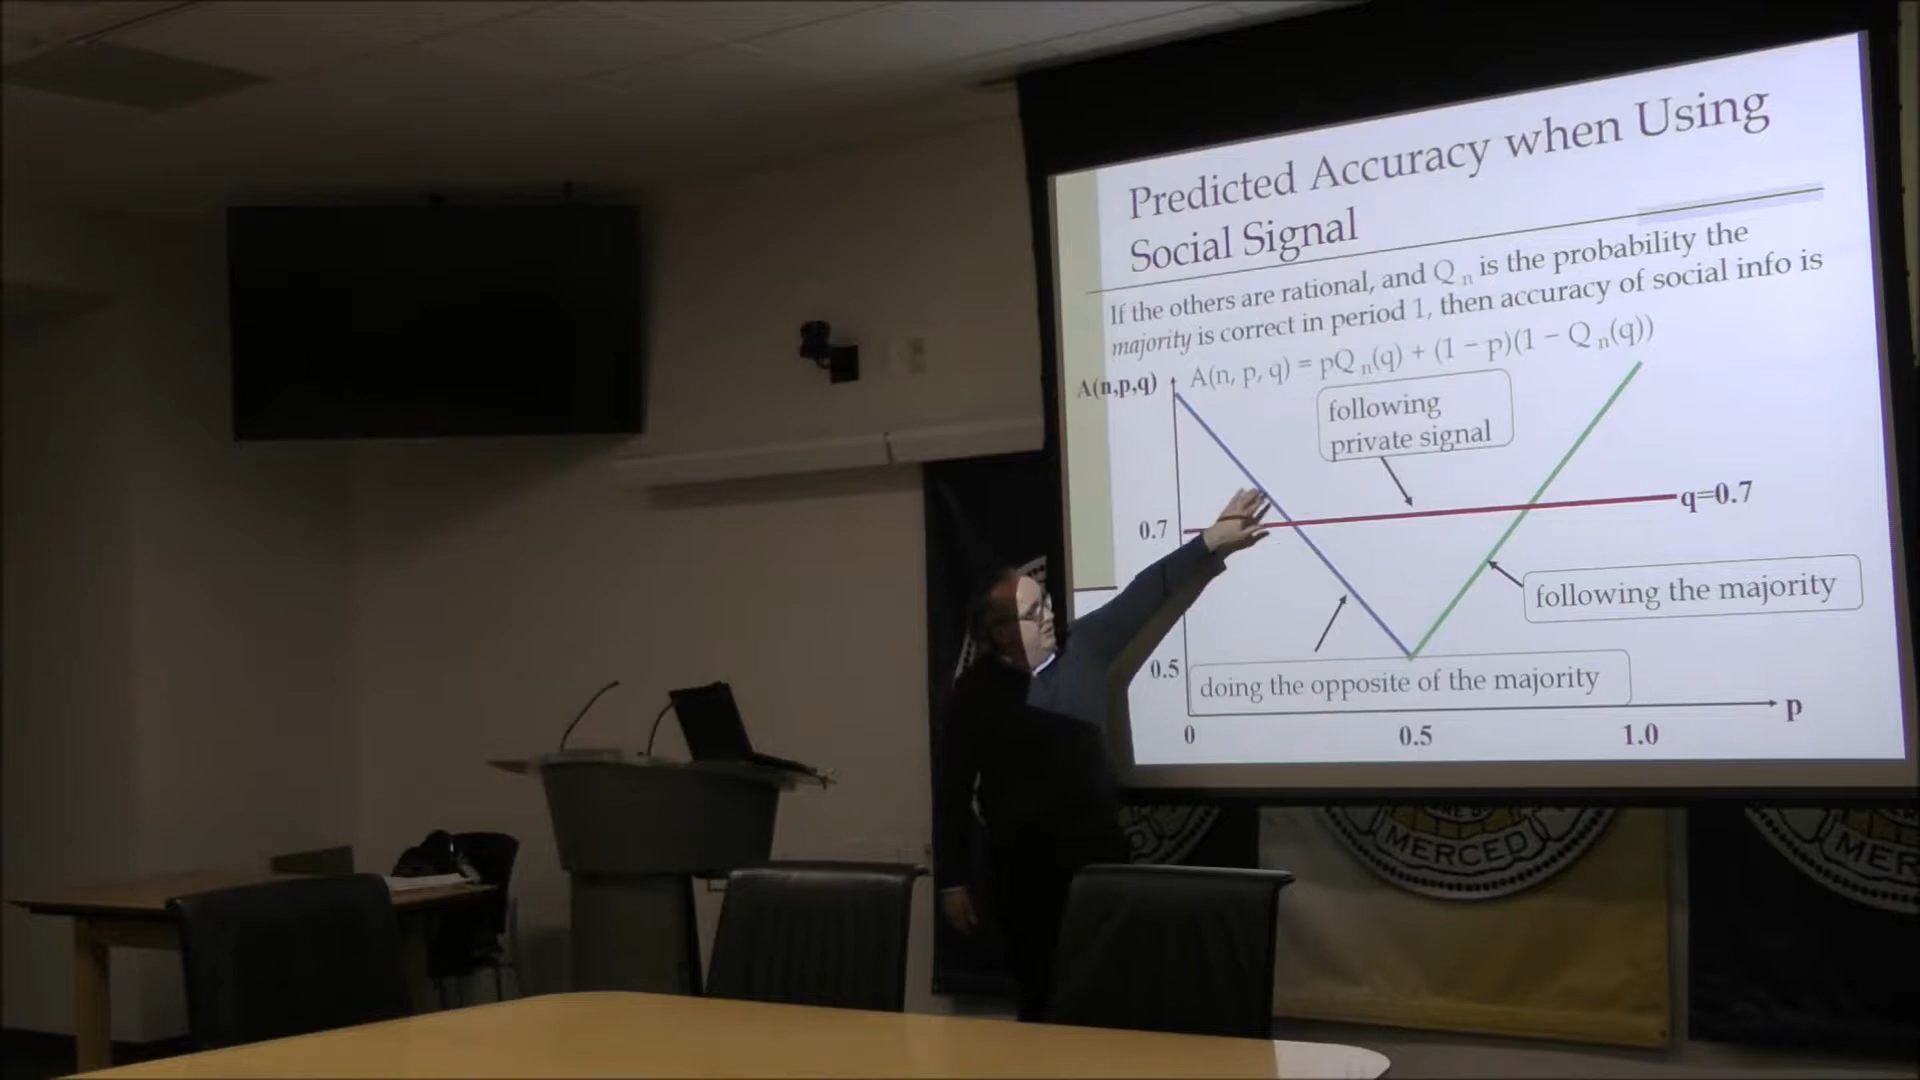 Predicted Accuracy when Using
Social Signal
If the others are rational, and Q n is the probability the
majority is correct in period 1, then accuracy of social info is
A(n, p, q) = pQ n(q) + (1 − p)(1 − Q n(q))
A(n,p,q)
following
private signal
q=0.7
0.7
following the majority
0.5
doing the opposite of the majority
p
0
0.5
1.0
MERCED
MER